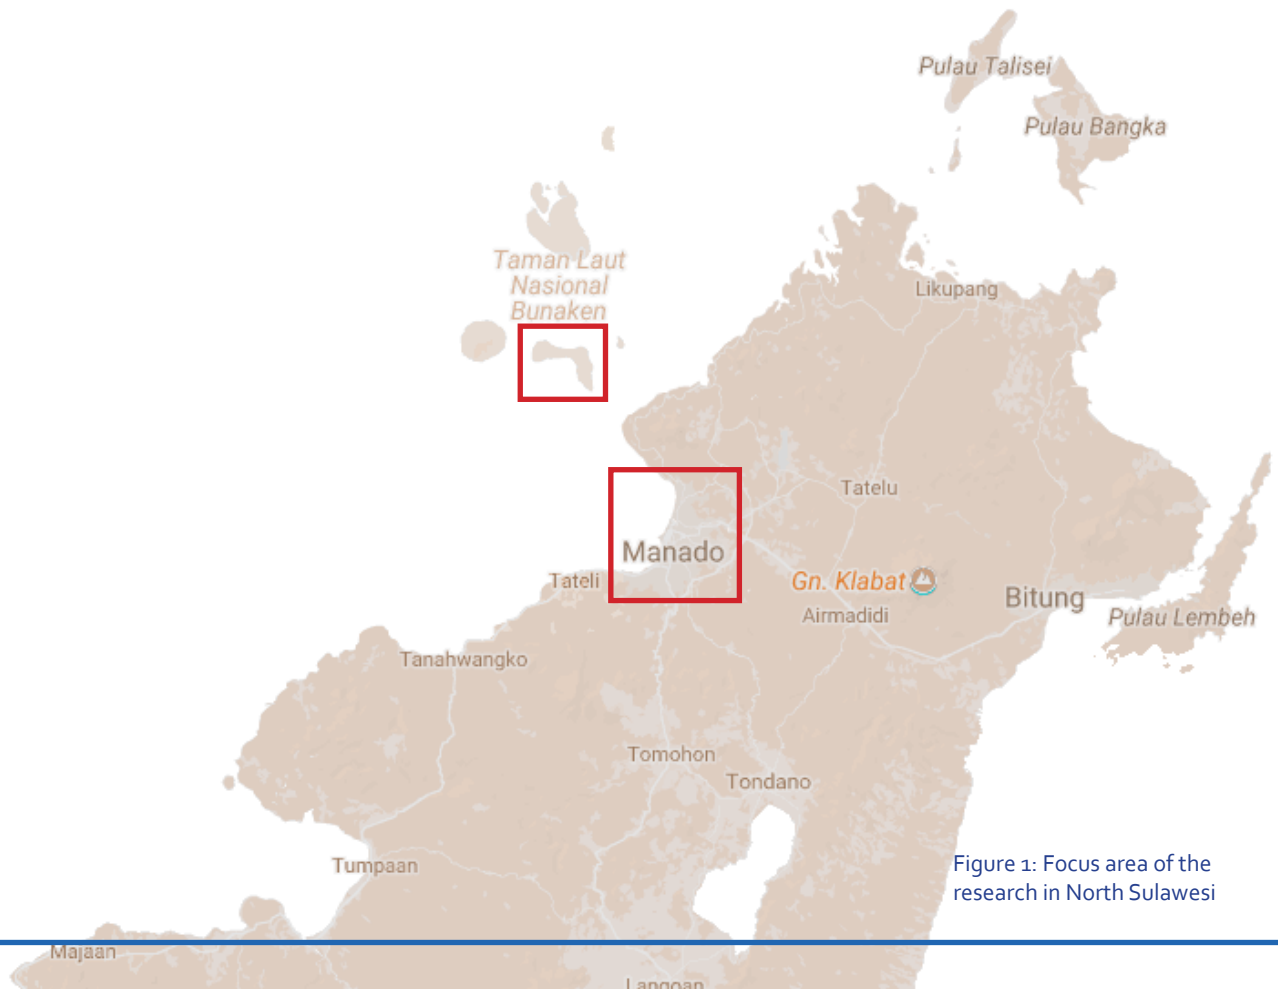 Pulau Talisei
Pulau Bangka
Taman Laut
Nasional
Bunaken
Likupang
Tatelu
Manado
Tateli
Gn. Klabat
Bitung
Airmadidi
Pulau Lembeh
Tanahwangko
Tomohon
Tondano
Tumpaan
Figure 1: Focus area of the
research in North Sulawesi
Majaan
Langoan